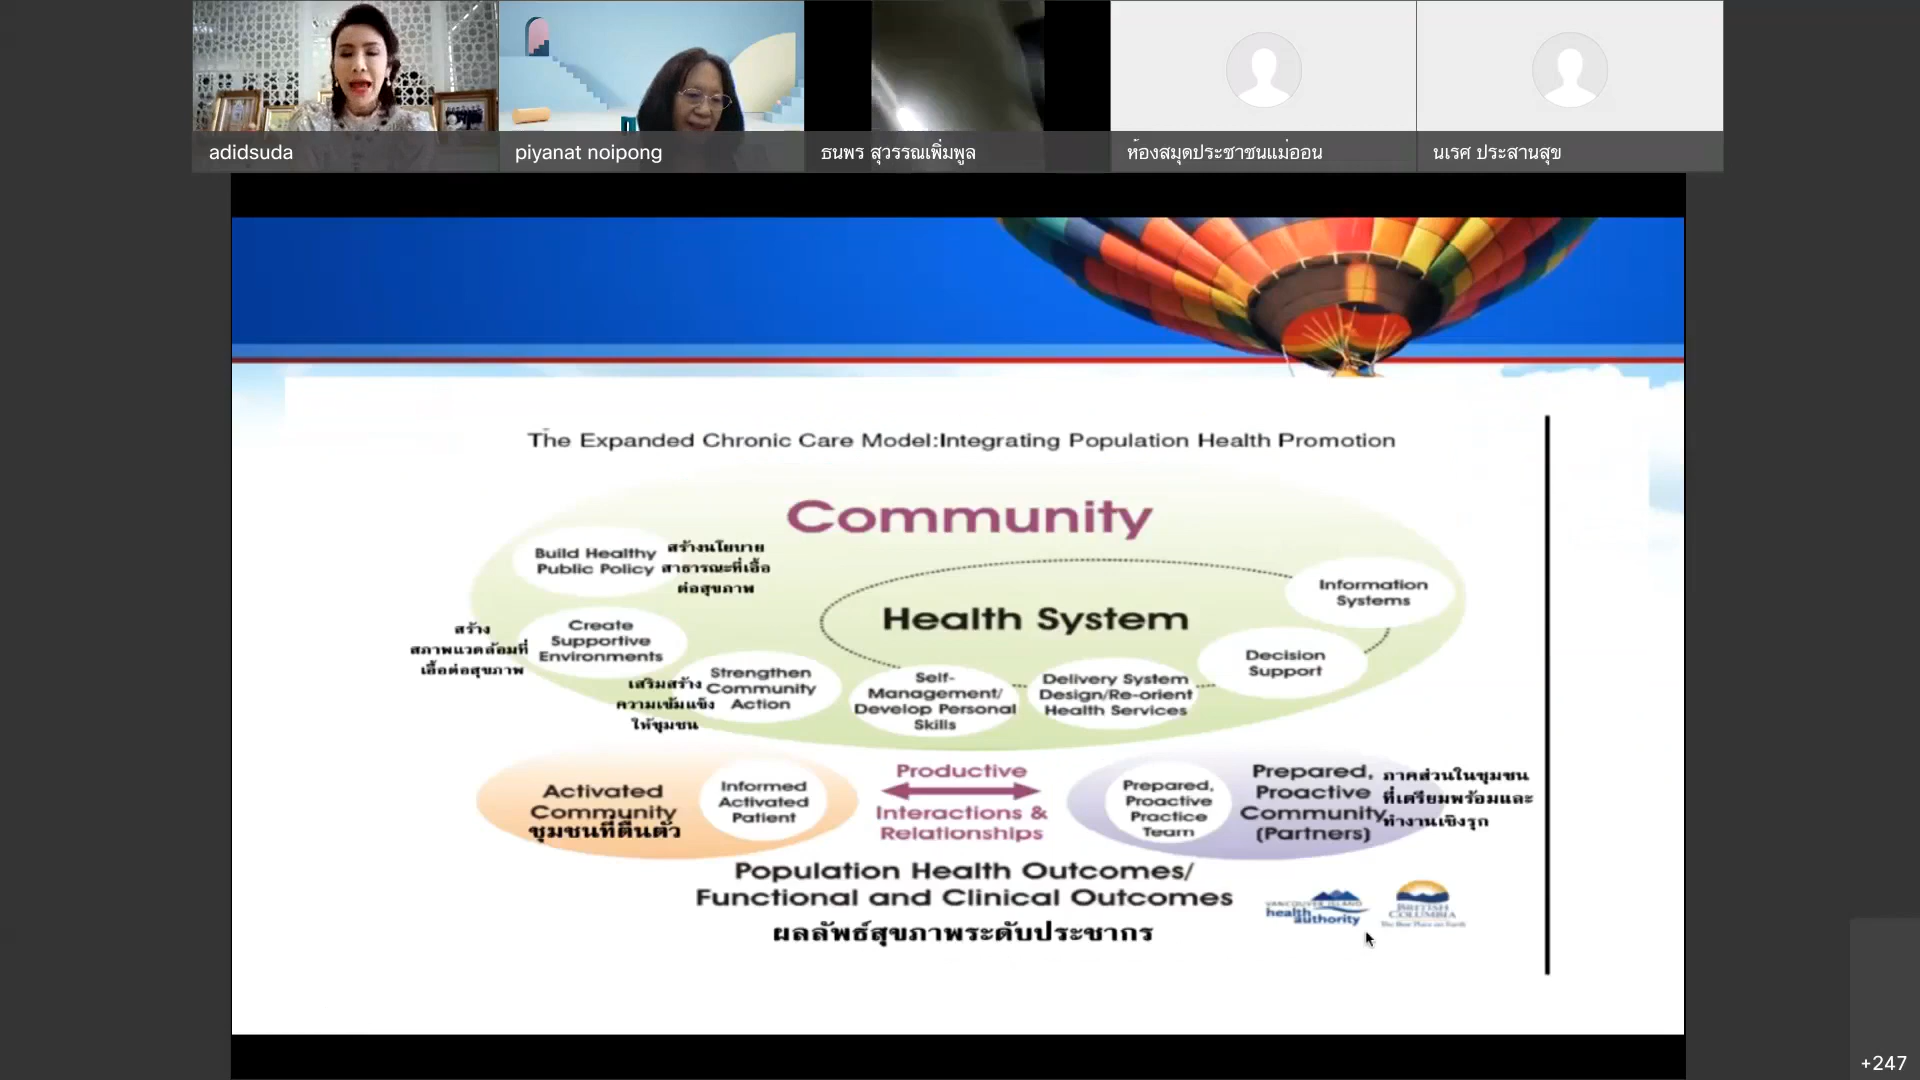 adidsuda
piyanat noipong
ธนพร สุวรรณเพิ่มพูล
ห้องสมุดประชาชนแม่ออน
นเรศ ประสานสุข
The Expanded Chronic Care Model:Integrating Population Health Promotion
Community
Build Healthy
Public Policy
สร้างนโยบาย
สาธารณะที่เอื้อ
ต่อสุขภาพ
Information
Systems
Health System
สร้าง
สภาพแวดล้อมที่
เอื้อต่อสุขภาพ
Create
Supportive
Environments
Decision
Support
เสริมสร้าง
ความเข้มแข็ง
ให้ชุมชน
Strengthen
Community
Action
Self-
Management/
Develop Personal
Skills
Delivery System
Design/Re-orient
Health Services
Activated
Community
ชุมชนที่ตื่นตัว
Informed
Activated
Patient
Productive
Interactions &
Relationships
Prepared,
Proactive
Practice
Team
Prepared,
Proactive
Community
(Partners)
ภาคส่วนในชุมชน
ที่เตรียมพร้อมและ
ทำงานเชิงรุก
Population Health Outcomes/
Functional and Clinical Outcomes
ผลลัพธ์สุขภาพระดับประชากร
VANCOUVER ISLAND
health
authority
BRITISH
COLUMBIA
The Best Place on Earth
+247